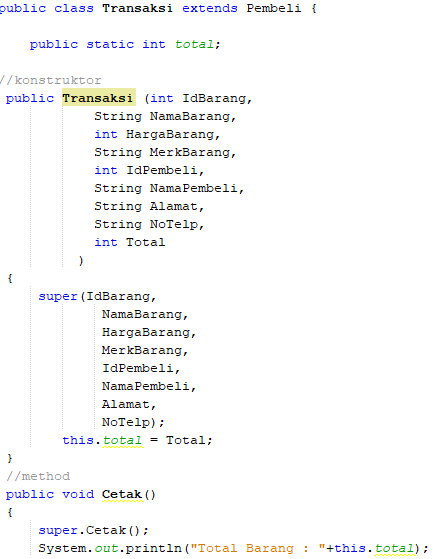 public class Transaksi extends Pembeli {
public static int total;
//konstruktor
public Transaksi (int IdBarang,
String NamaBarang,
int HargaBarang,
String MerkBarang,
int IdPembeli,
String NamaPembeli,
String Alamat,
String NoTelp,
int Total
)
{
super(IdBarang,
NamaBarang,
HargaBarang,
MerkBarang,
IdPembeli,
NamaPembeli,
Alamat,
NoTelp);
this.total = Total;
}
//method
public void Cetak()
{
super.Cetak();
System.out.println("Total Barang : "+this.total);